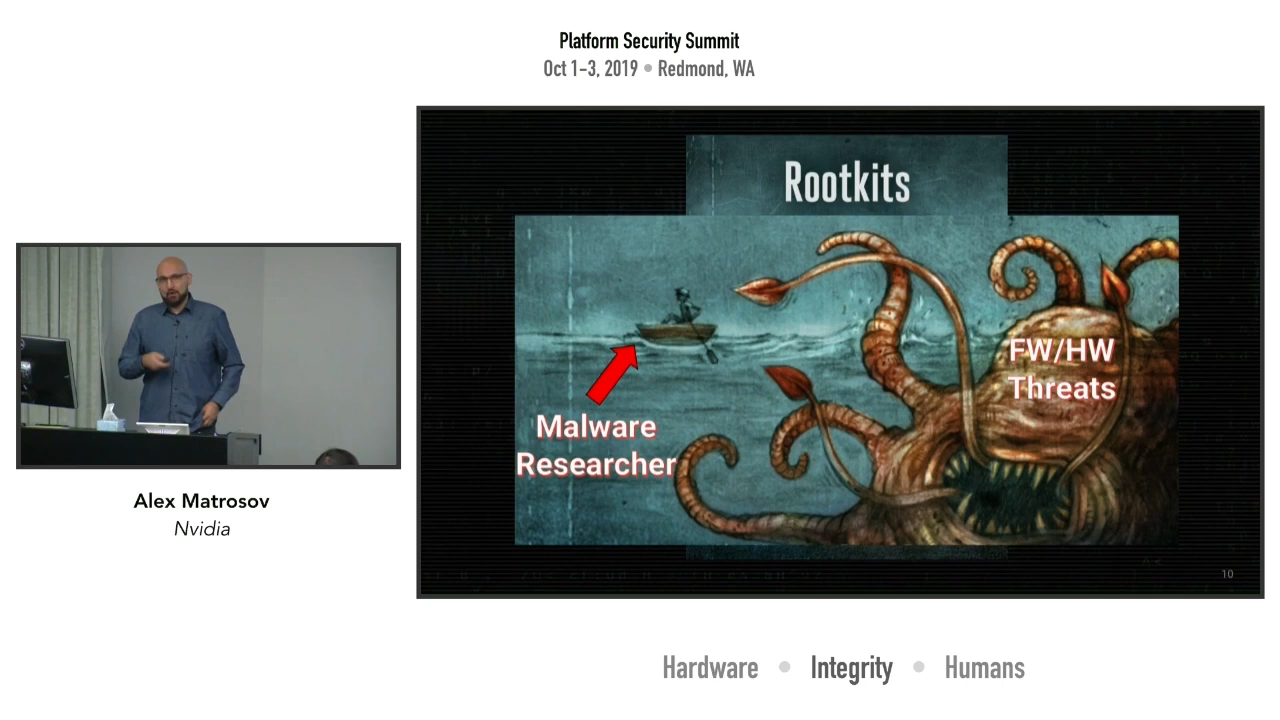 Platform Security Summit
Oct 1-3, 2019 • Redmond, WA
Rootkits
FW/HW
Threats
Malware
Researcher
10
Alex Matrosov
Nvidia
Hardware • Integrity • Humans